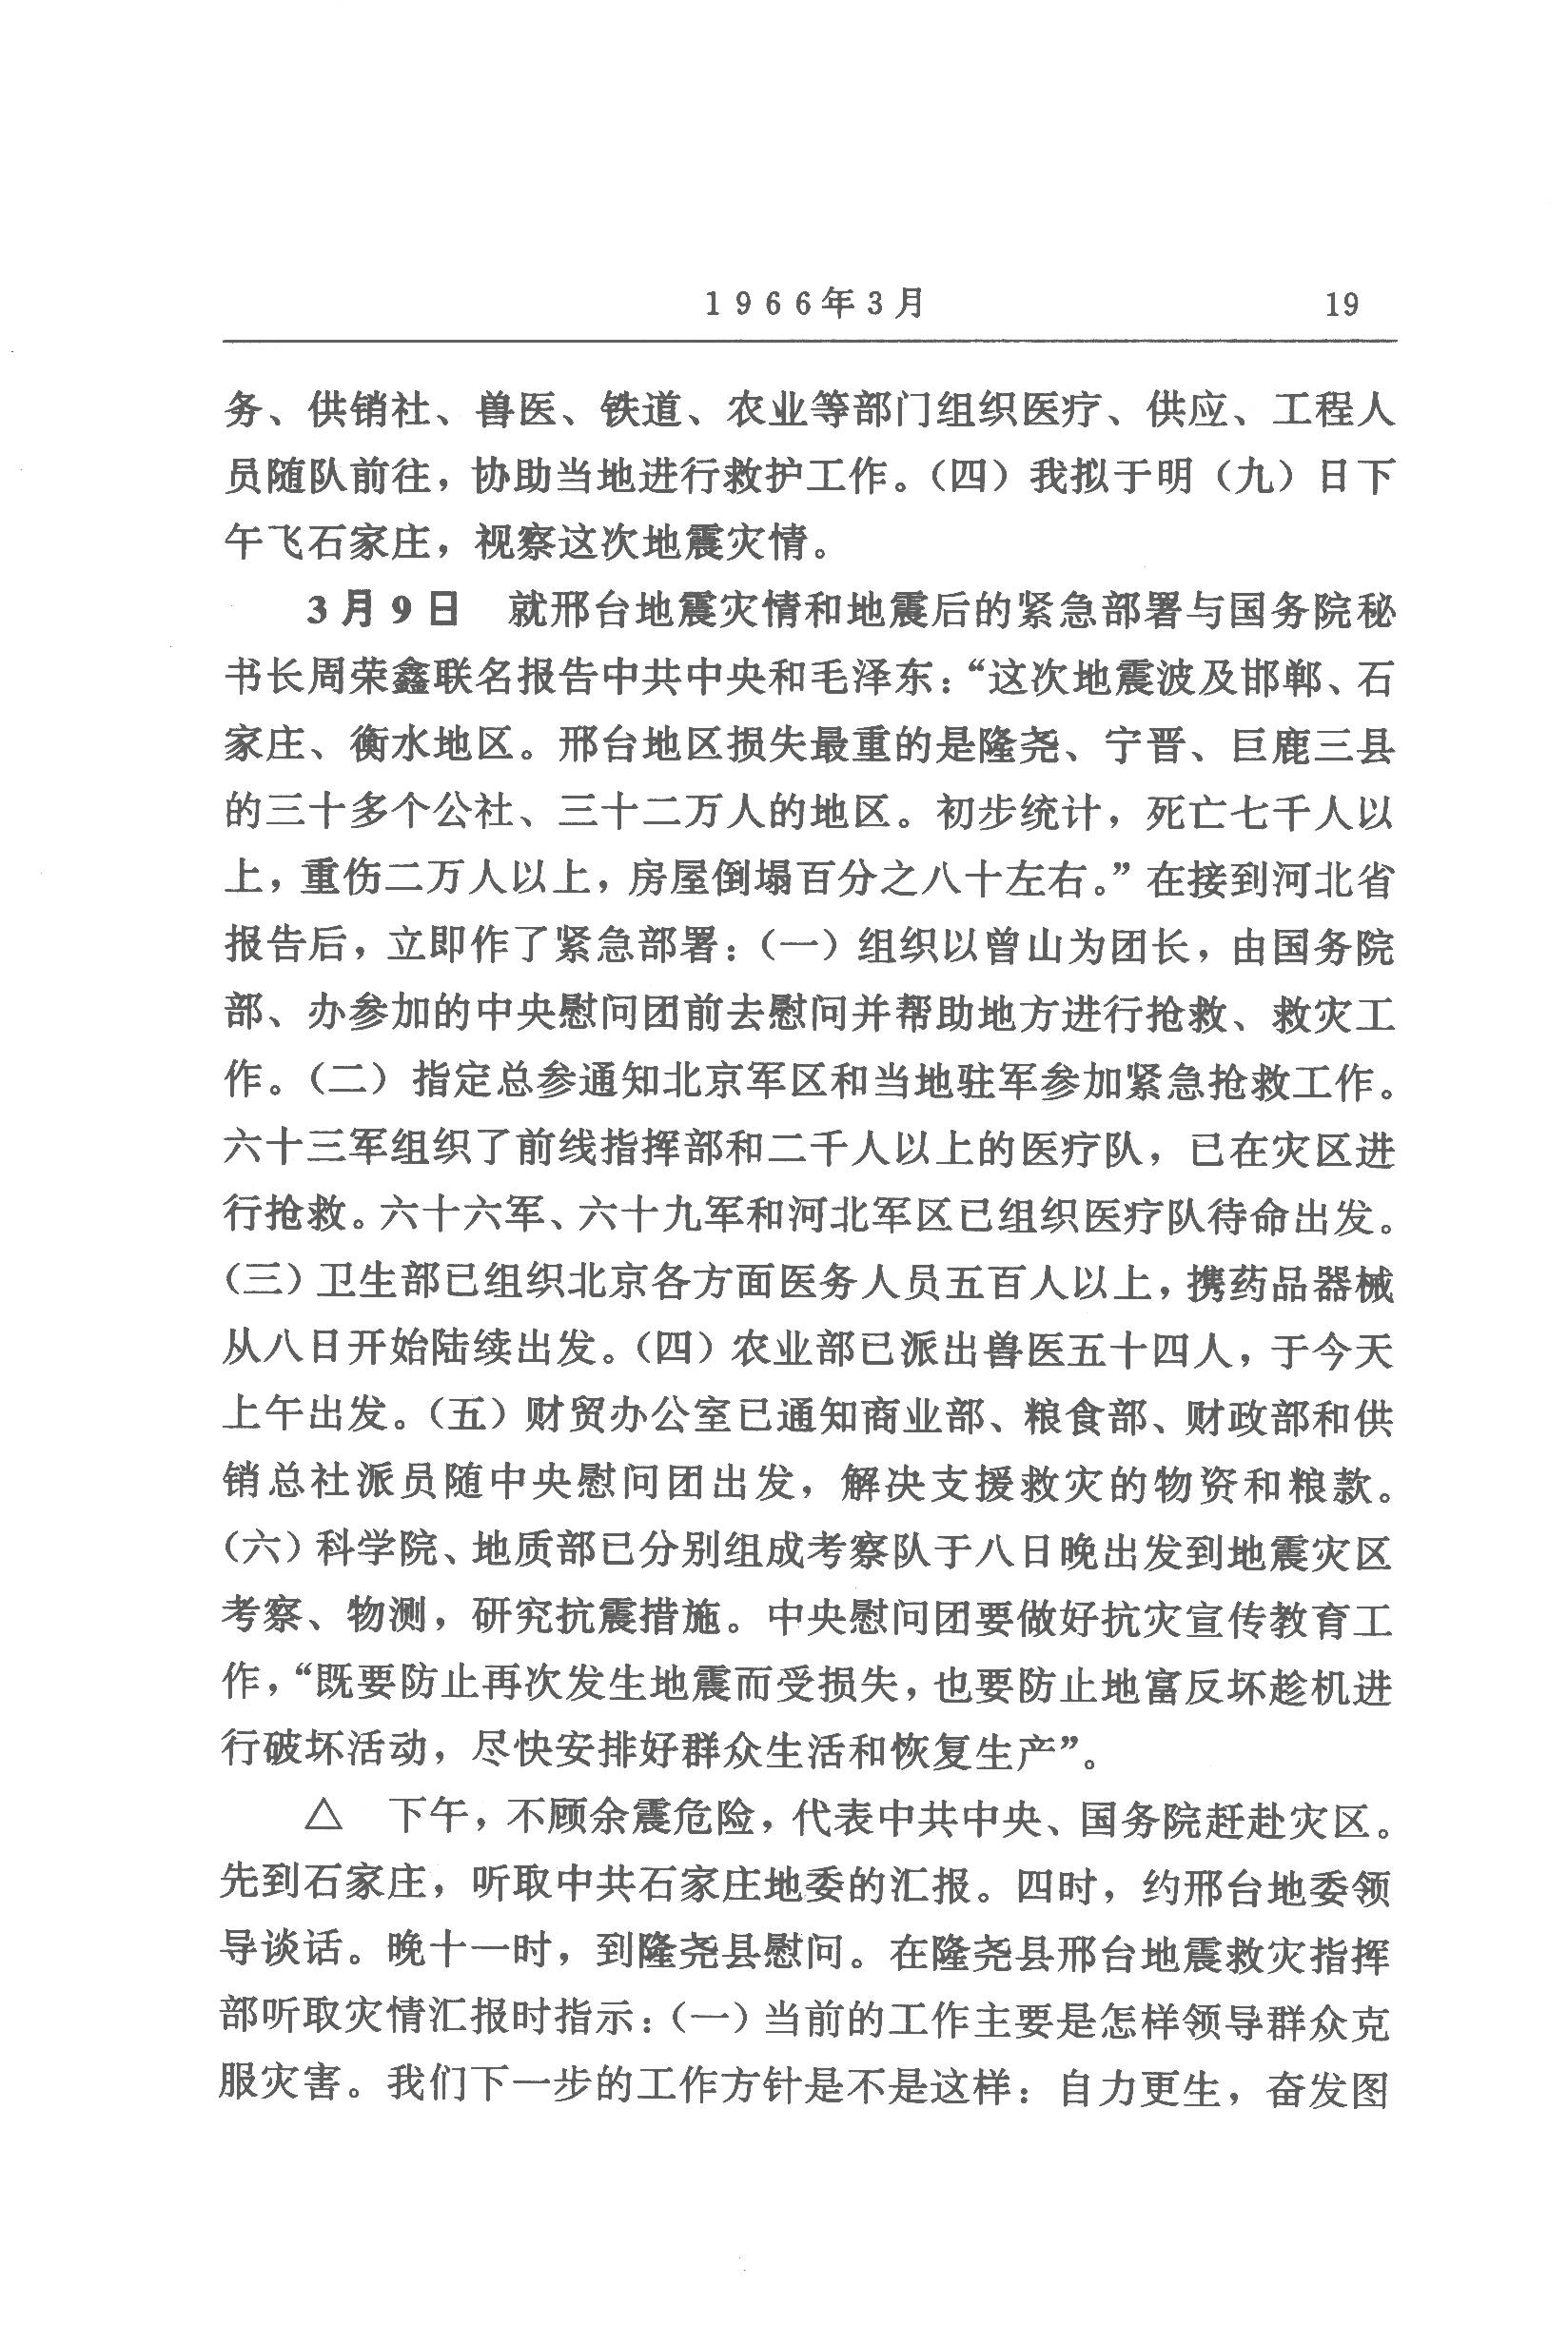 1966年3月 19
务、供销社、兽医、铁道、农业等部门组织医疗、供应、工程人
员随队前往，协助当地进行救护工作。（四）我拟于明（九）日下
午飞石家庄，视察这次地震灾情。
3月9日 就邢台地震灾情和地震后的紧急部署与国务院秘
书长周荣鑫联名报告中共中央和毛泽东：“这次地震波及邯郸、石
家庄、衡水地区。邢台地区损失最重的是隆尧、宁晋、巨鹿三县
的三十多个公社、三十二万人的地区。初步统计，死亡七千人以
上，重伤二万人以上，房屋倒塌百分之八十左右。”在接到河北省
报告后，立即作了紧急部署：（一）组织以曾山为团长，由国务院
部、办参加的中央慰问团前去慰问并帮助地方进行抢救、救灾工
作。（二）指定总参通知北京军区和当地驻军参加紧急抢救工作。
六十三军组织了前线指挥部和二千人以上的医疗队，已在灾区进
行抢救。六十六军、六十九军和河北军区已组织医疗队待命出发。
（三）卫生部已组织北京各方面医务人员五百人以上，携药品器械
从八日开始陆续出发。（四）农业部已派出兽医五十四人，于今天
上午出发。（五）财贸办公室已通知商业部、粮食部、财政部和供
销总社派员随中央慰问团出发，解决支援救灾的物资和粮款。
（六）科学院、地质部已分别组成考察队于八日晚出发到地震灾区
考察、物测，研究抗震措施。中央慰问团要做好抗灾宣传教育工
作，“既要防止再次发生地震而受损失，也要防止地富反坏趁机进
行破坏活动，尽快安排好群众生活和恢复生产”。
△ 下午，不顾余震危险，代表中共中央、国务院赶赴灾区。
先到石家庄，听取中共石家庄地委的汇报。四时，约邢台地委领
导谈话。晚十一时，到隆尧县慰问。在隆尧县邢台地震救灾指挥
部听取灾情汇报时指示：（一）当前的工作主要是怎样领导群众克
服灾害。我们下一步的工作方针是不是这样：自力更生，奋发图